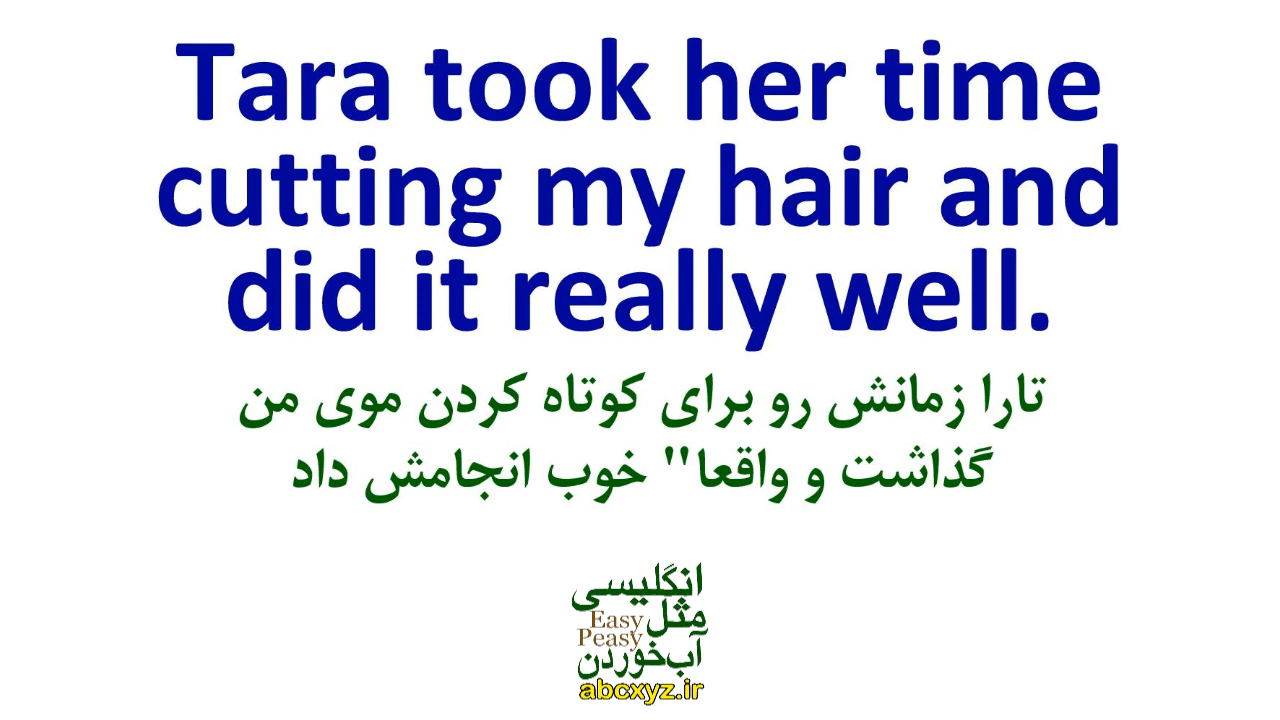 Tara took her time
cutting my hair and
did it really well.
تارا زمانش رو برای کوتاه کردن موی من
گذاشت و واقعا" خوب انجامش داد
انگلیسی
مثل Easy
Peasy
آب‌خوردن
abcxyz.ir